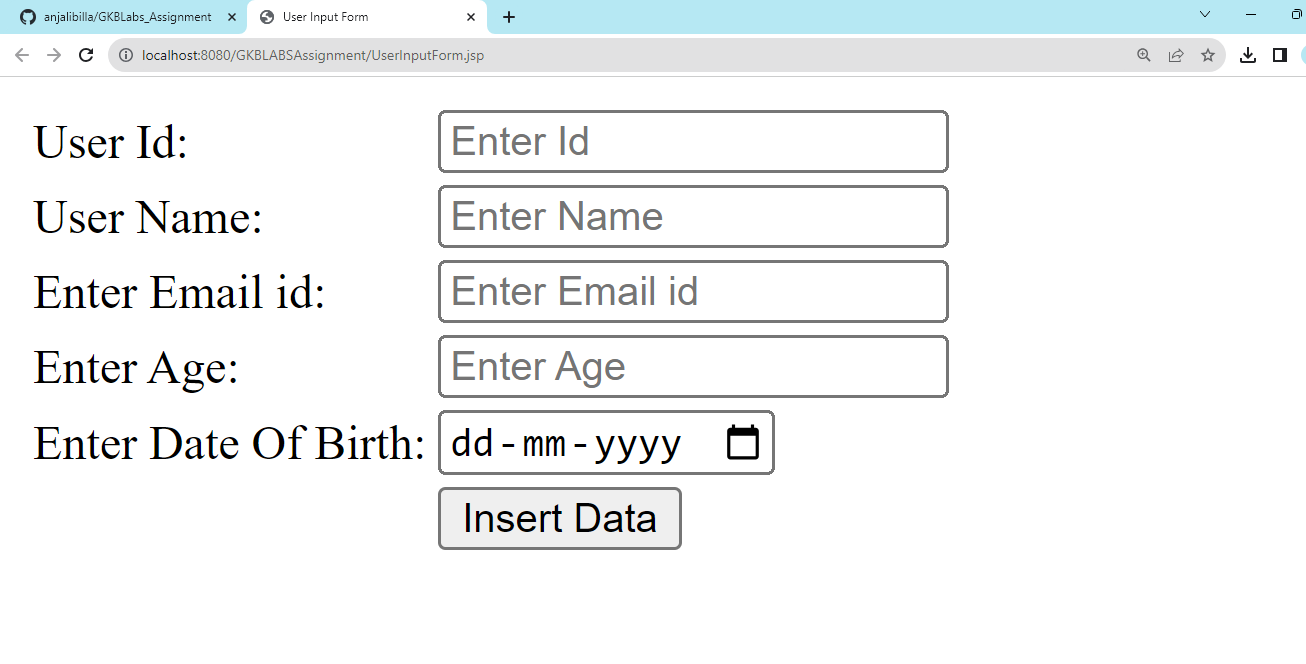 anjalibilla/GKBLabs_Assignment User Input Form
localhost:8080/GKBLABSAssignment/UserInputForm.jsp
User Id: Enter Id
User Name: Enter Name
Enter Email id: Enter Email id
Enter Age: Enter Age
Enter Date Of Birth: dd-mm-yyyy
Insert Data